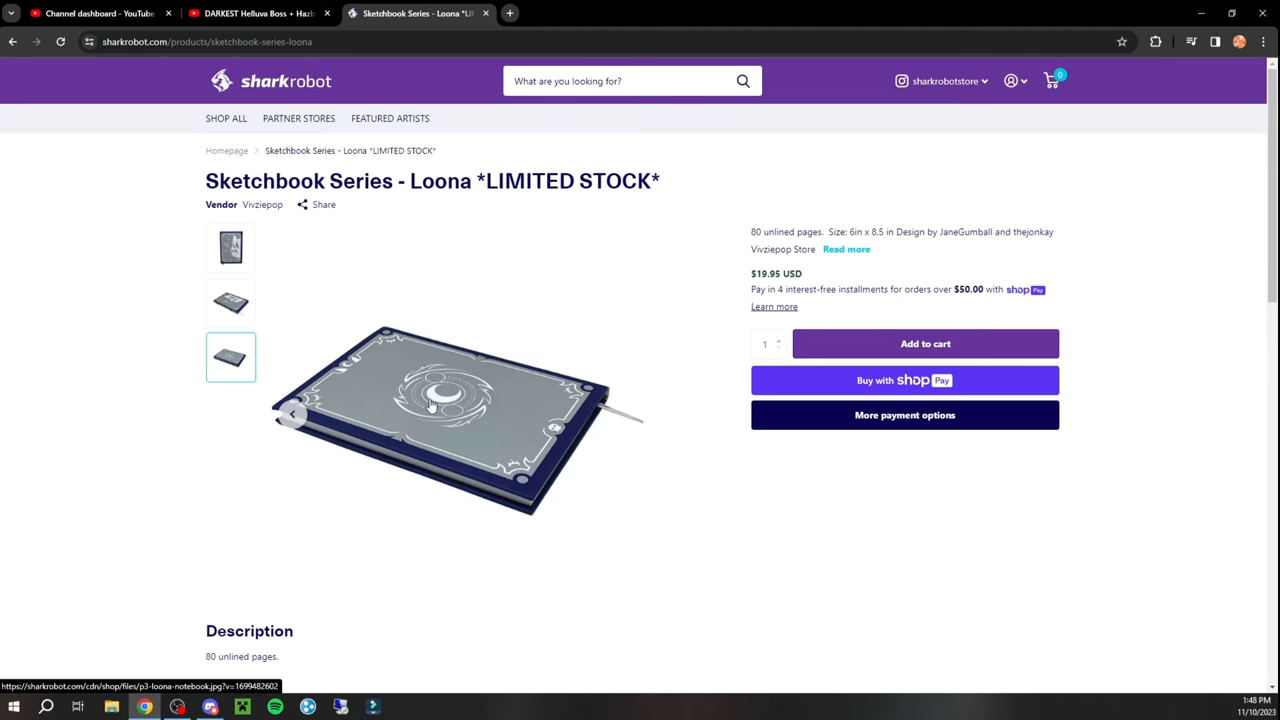 Channel dashboard - YouTube
DARKEST Helluva Boss + Hazb
Sketchbook Series - Loona *LI
sharkrobot.com/products/sketchbook-series-loona
sharkrobot
What are you looking for?
sharkrobotstore
0
SHOP ALL
PARTNER STORES
FEATURED ARTISTS
Homepage
Sketchbook Series - Loona *LIMITED STOCK*
Sketchbook Series - Loona *LIMITED STOCK*
Vendor Vivziepop
Share
80 unlined pages. Size: 6in x 8.5 in Design by JaneGumball and thejonkay
Vivziepop Store Read more
$19.95 USD
Pay in 4 interest-free installments for orders over $50.00 with shop Pay
Learn more
1
Add to cart
Buy with shop Pay
More payment options
Description
80 unlined pages.
https://sharkrobot.com/cdn/shop/files/p3-loona-notebook.jpg?v=1699482602
1:48 PM
11/10/2023